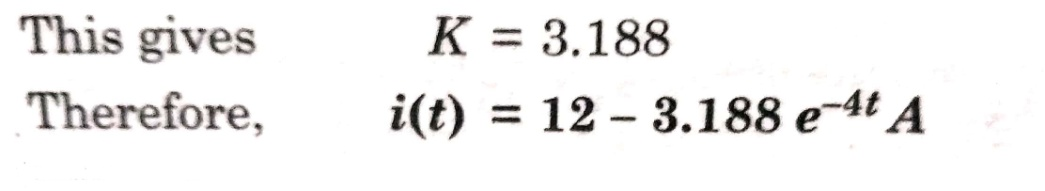 This gives K = 3.188
Therefore, i(t) = 12 – 3.188 e⁻⁴ᵗ A